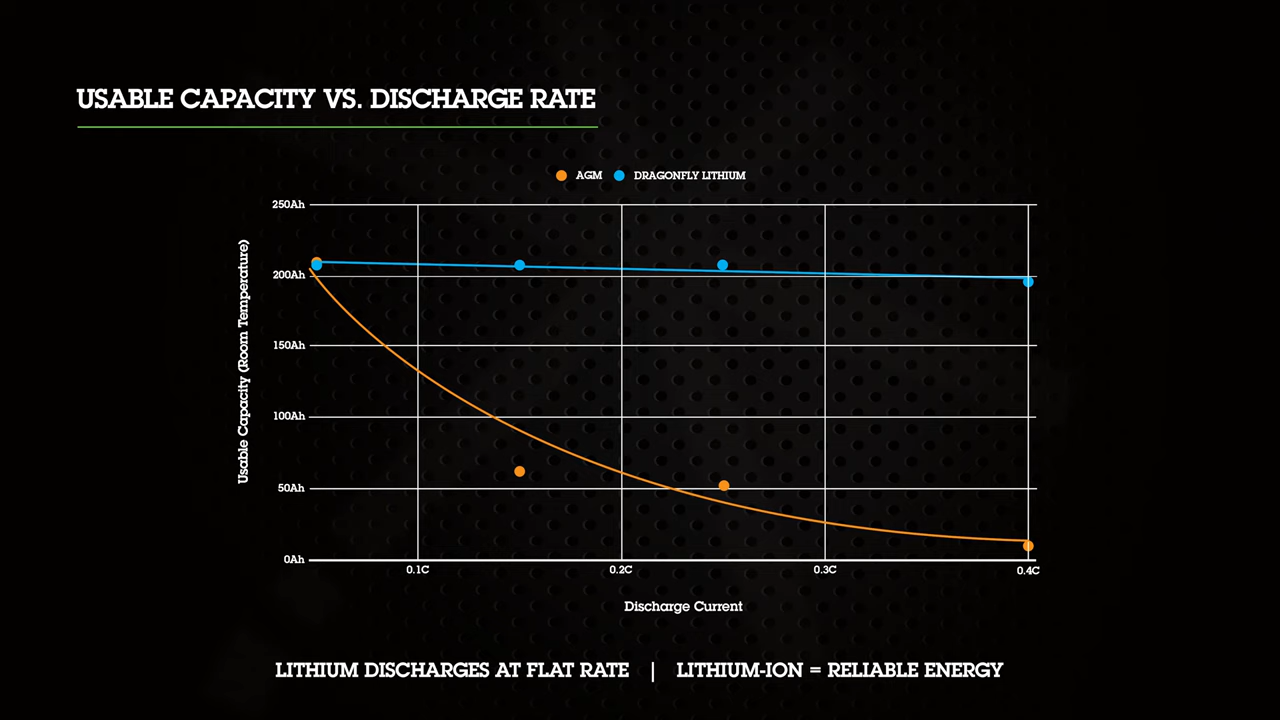 USABLE CAPACITY VS. DISCHARGE RATE
AGM DRAGONFLY LITHIUM
250Ah
200Ah
150Ah
100Ah
50Ah
0Ah
Usable Capacity (Room Temperature)
0.1C 0.2C 0.3C 0.4C
Discharge Current
LITHIUM DISCHARGES AT FLAT RATE | LITHIUM-ION = RELIABLE ENERGY